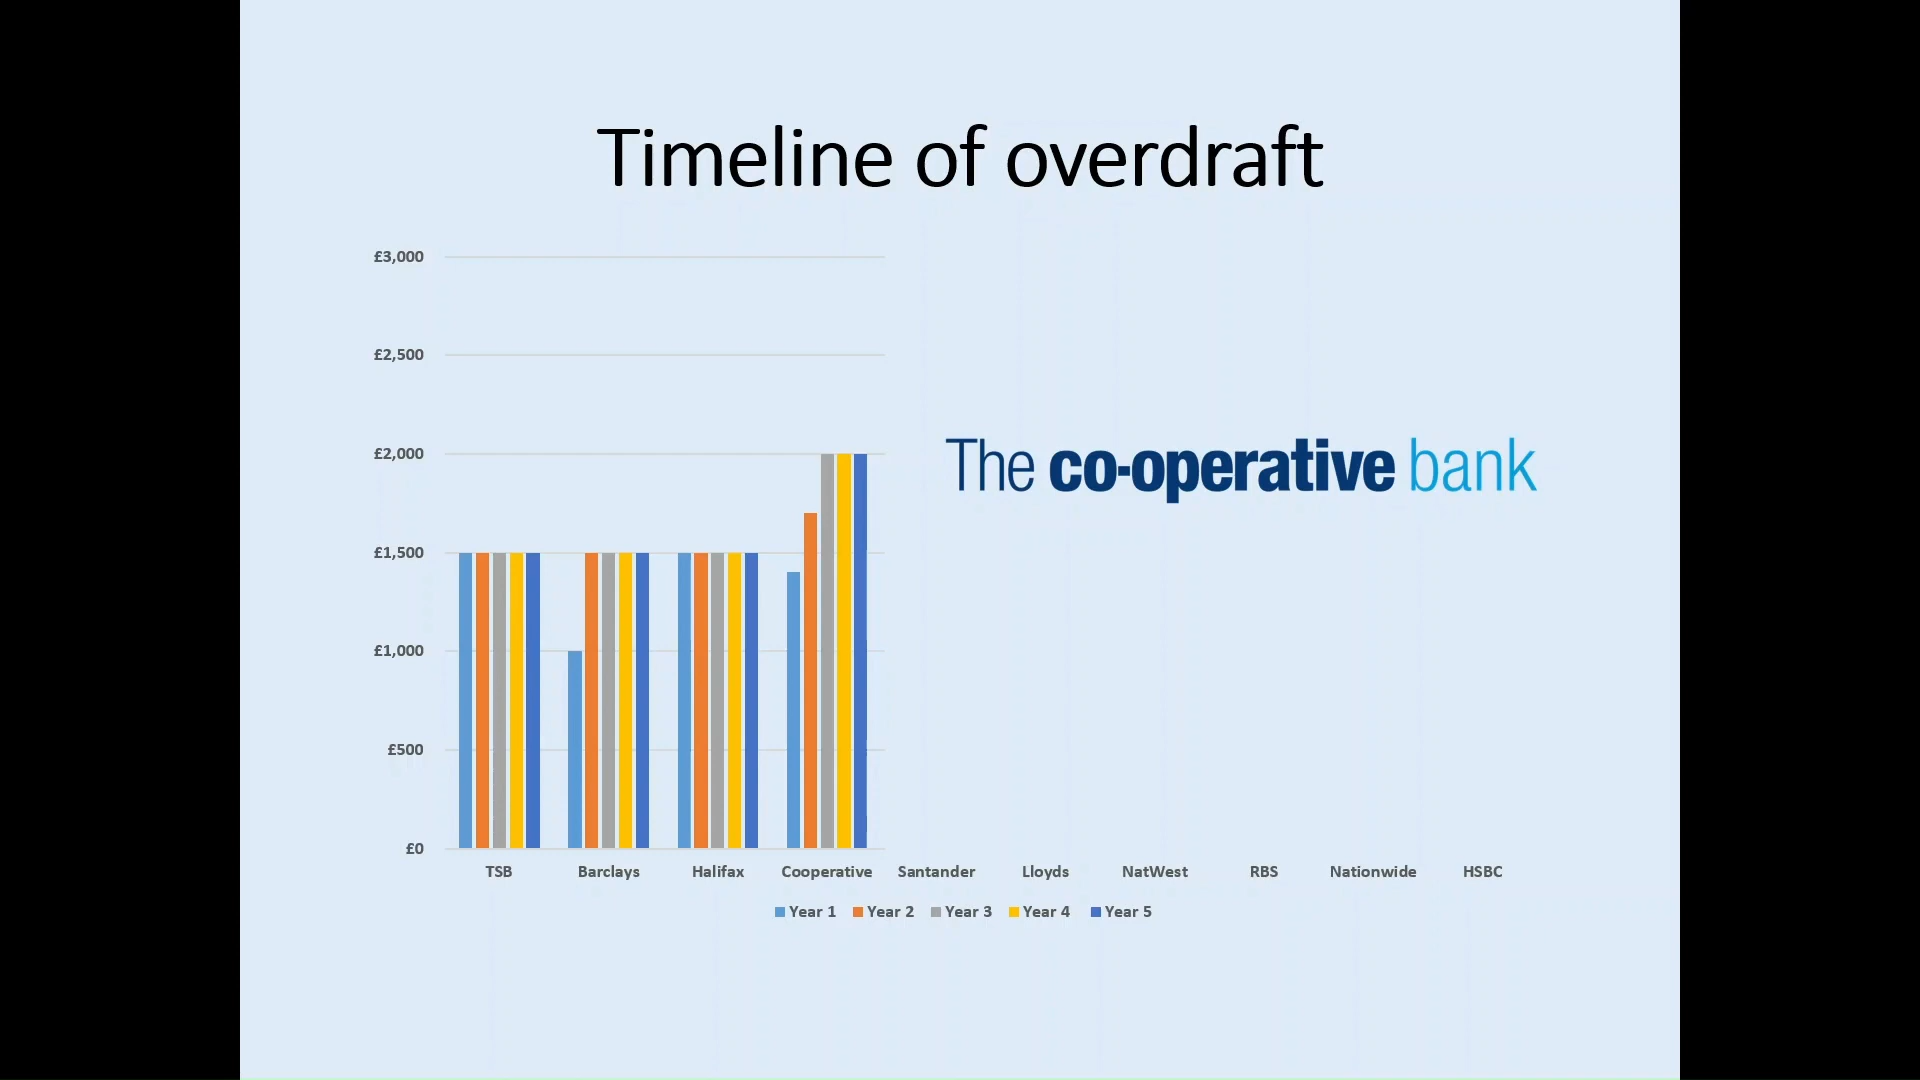 Timeline of overdraft
£3,000
£2,500
£2,000
£1,500
£1,000
£500
£0
The co-operative bank
TSB Barclays Halifax Cooperative Santander Lloyds NatWest RBS Nationwide HSBC
Year 1 Year 2 Year 3 Year 4 Year 5